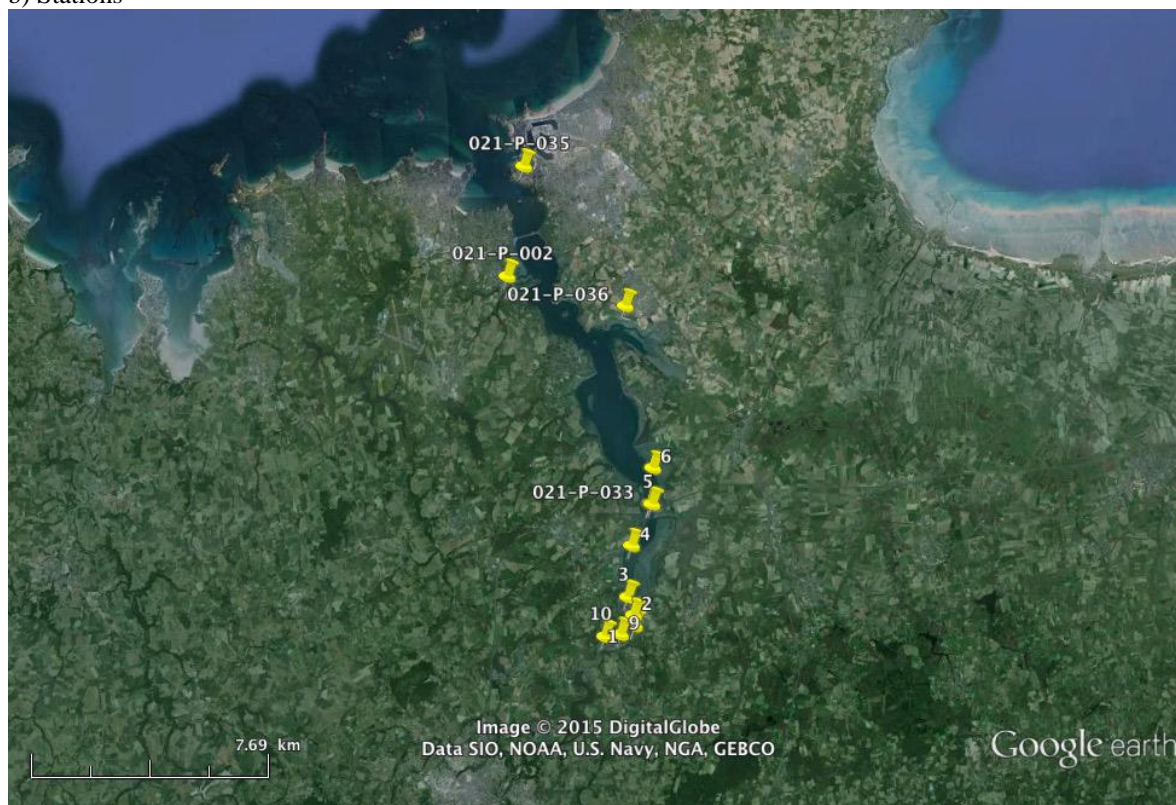 b) Stations
021-P-035
021-P-002
021-P-036
6
5
021-P-033
4
3
2
10
9
1
7.69 km
Image © 2015 DigitalGlobe
Data SIO, NOAA, U.S. Navy, NGA, GEBCO
Google earth